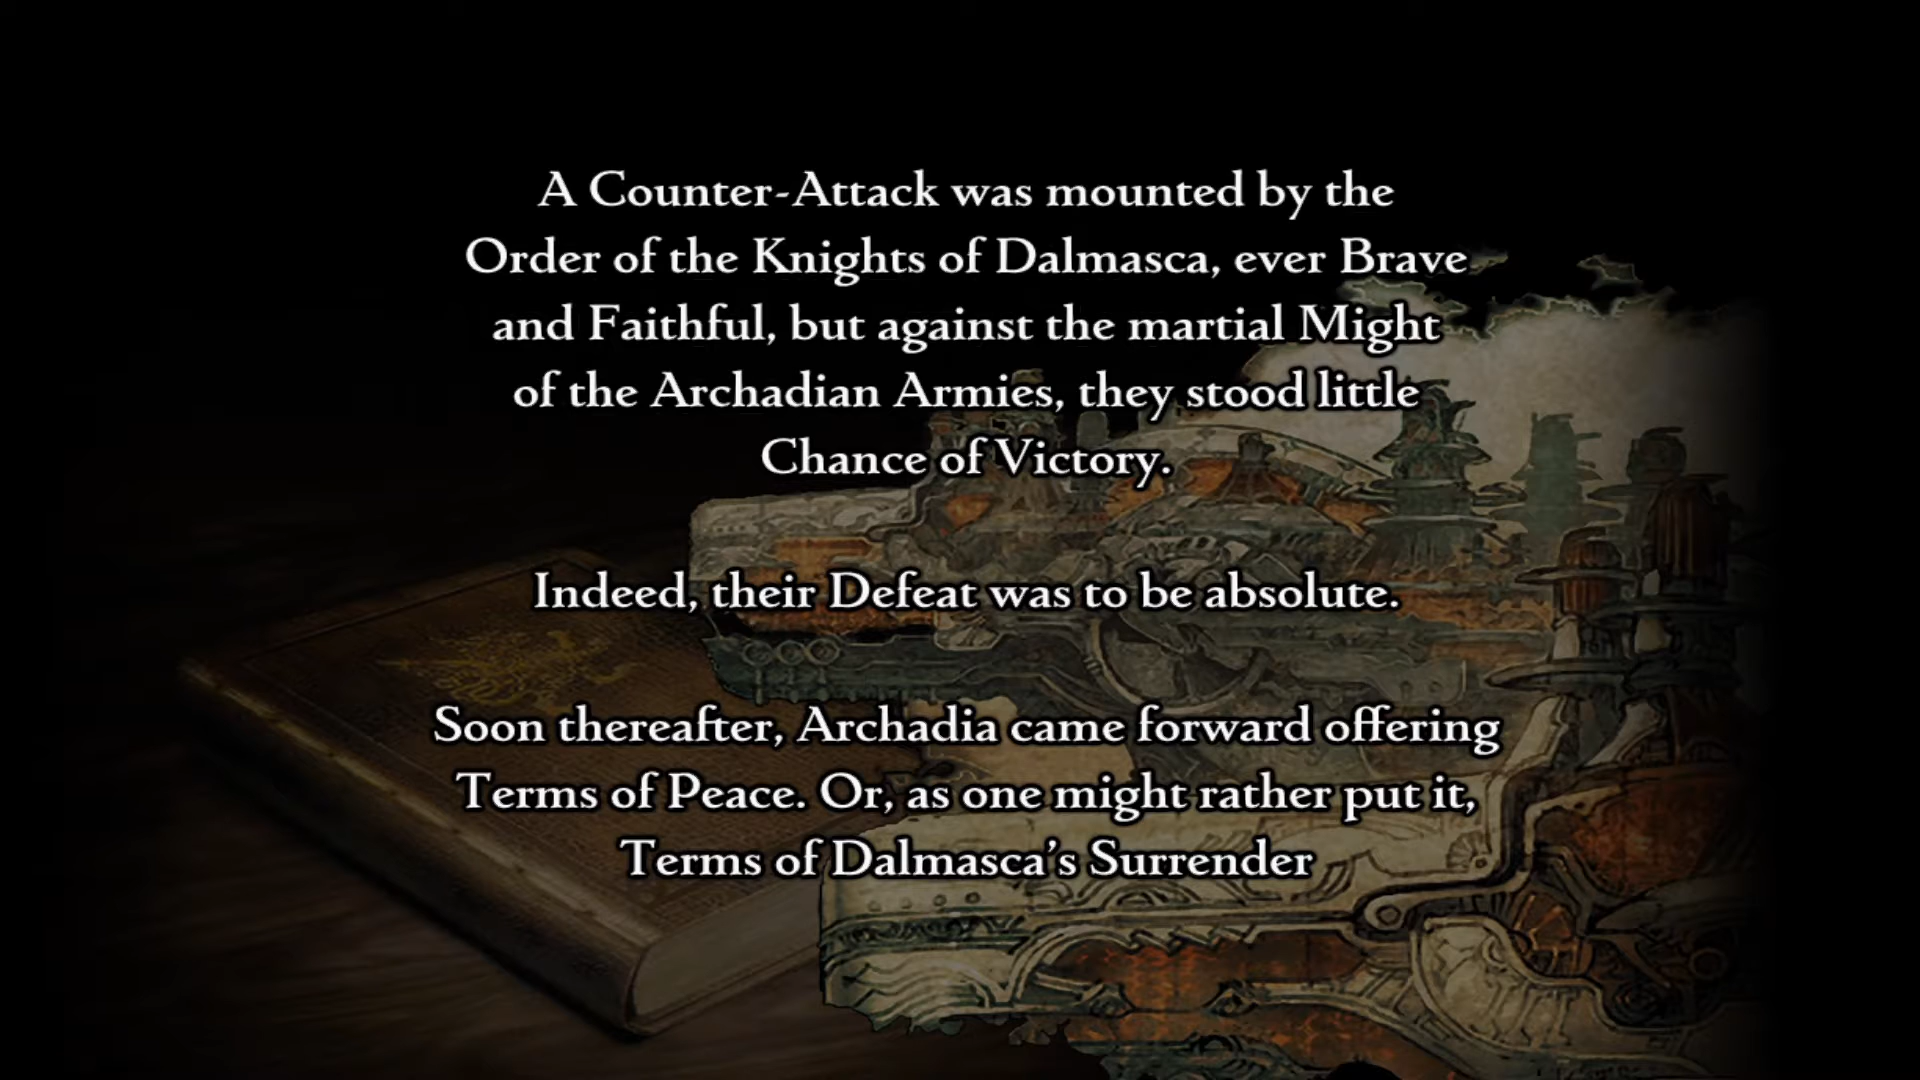 A Counter-Attack was mounted by the
Order of the Knights of Dalmasca, ever Brave
and Faithful, but against the martial Might
of the Archadian Armies, they stood little
Chance of Victory.
Indeed, their Defeat was to be absolute.
Soon thereafter, Archadia came forward offering
Terms of Peace. Or, as one might rather put it,
Terms of Dalmasca’s Surrender